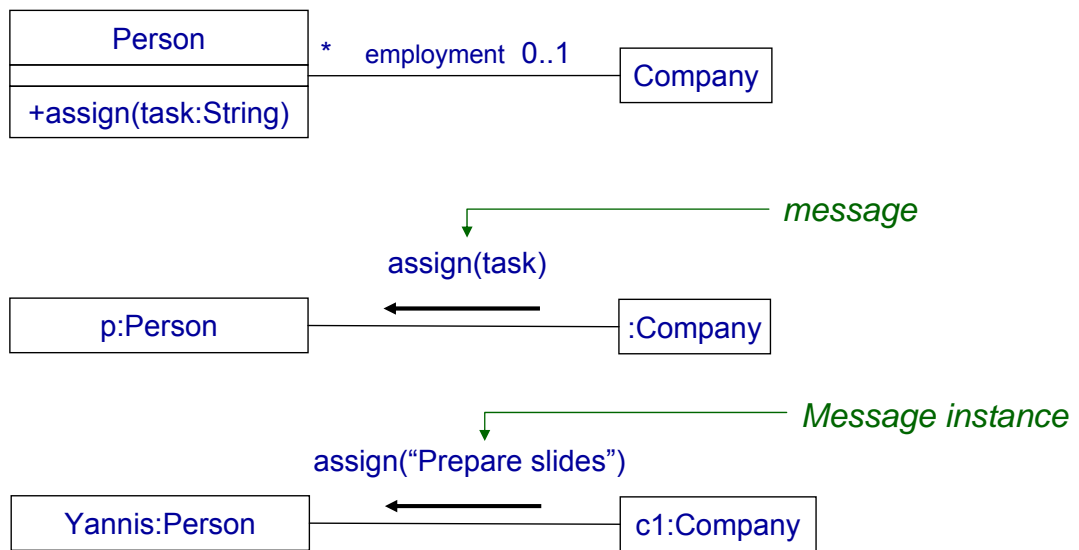 Person
* employment 0..1
Company
+assign(task:String)
message
assign(task)
p:Person
:Company
Message instance
assign(“Prepare slides”)
Yannis:Person
c1:Company